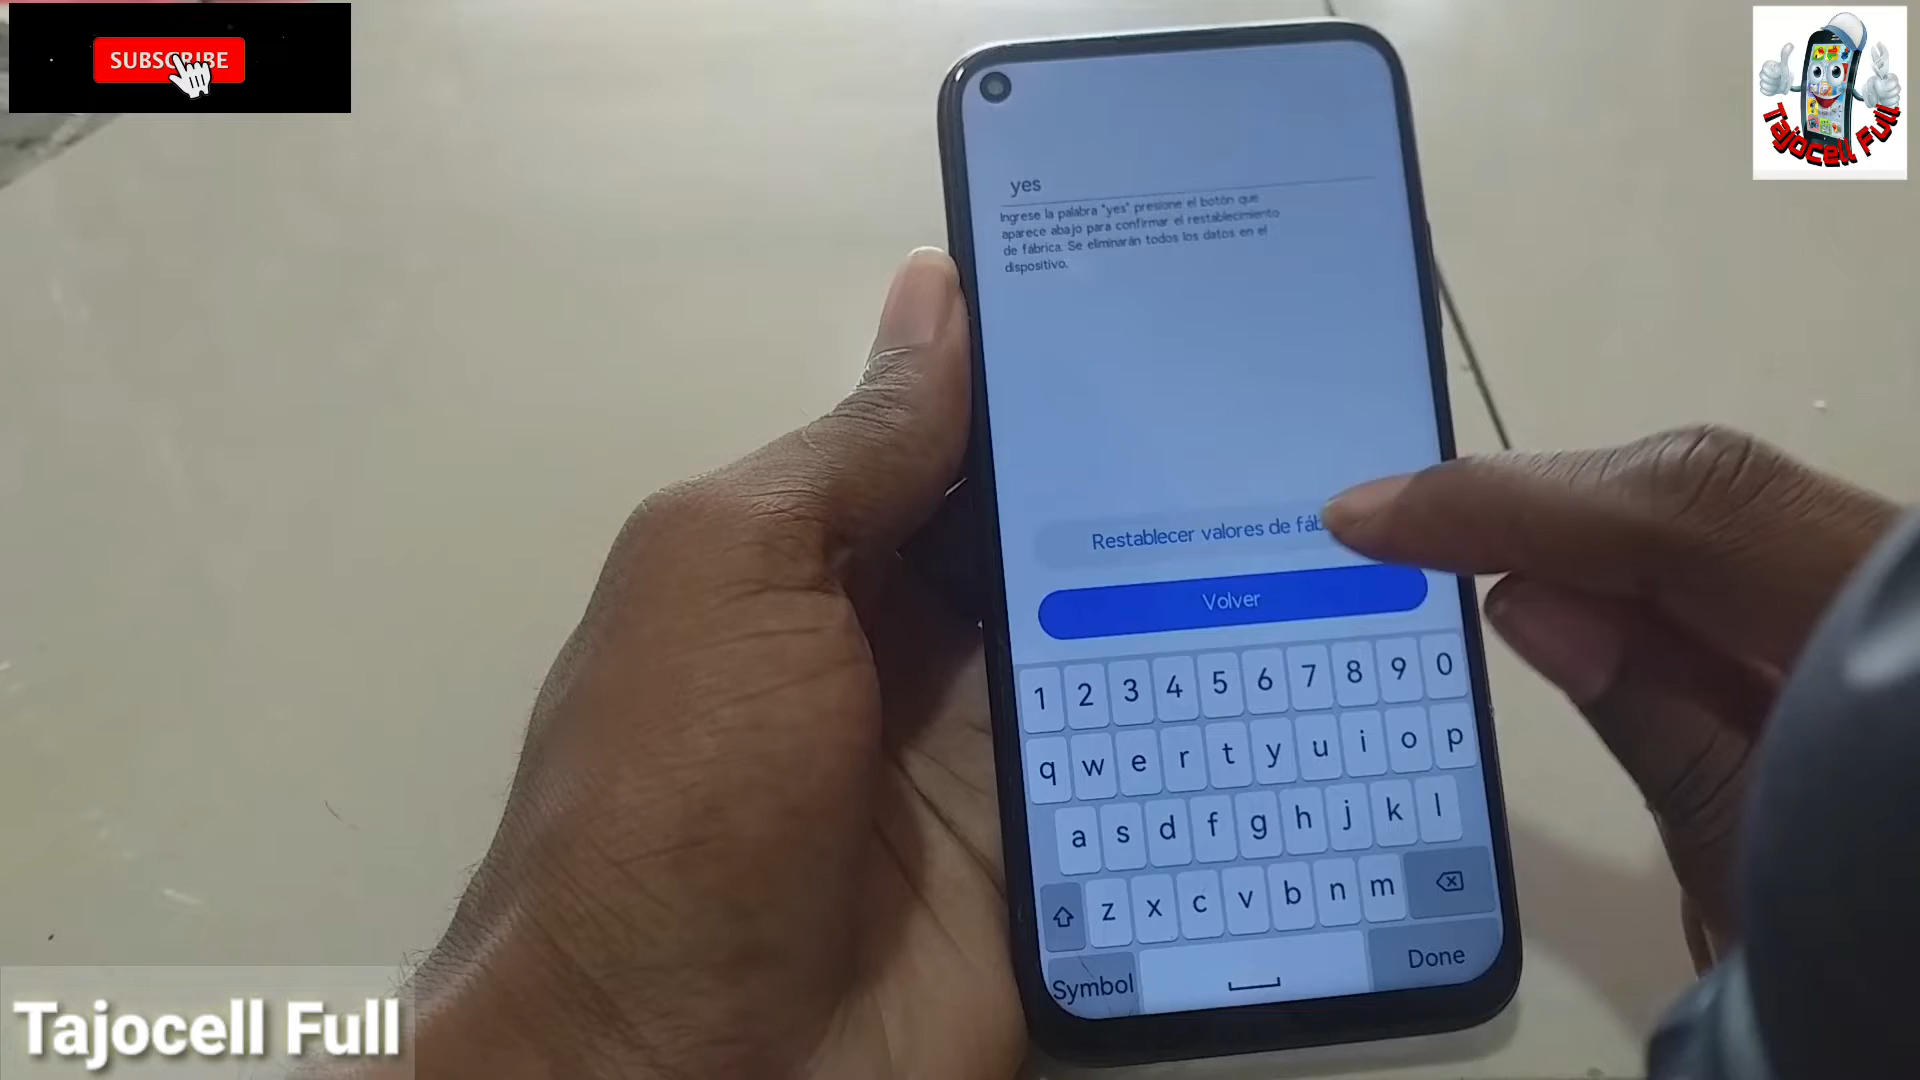 SUBSCRIBE
Tajocell Full
yes
Ingrese la palabra "yes" presione el botón que
aparece abajo para confirmar el restablecimiento
de fábrica. Se eliminarán todos los datos en el
dispositivo.
Restablecer valores de fáb
Volver
1 2 3 4 5 6 7 8 9 0
q w e r t y u i o p
a s d f g h j k l
z x c v b n m
Symbol
Done
Tajocell Full